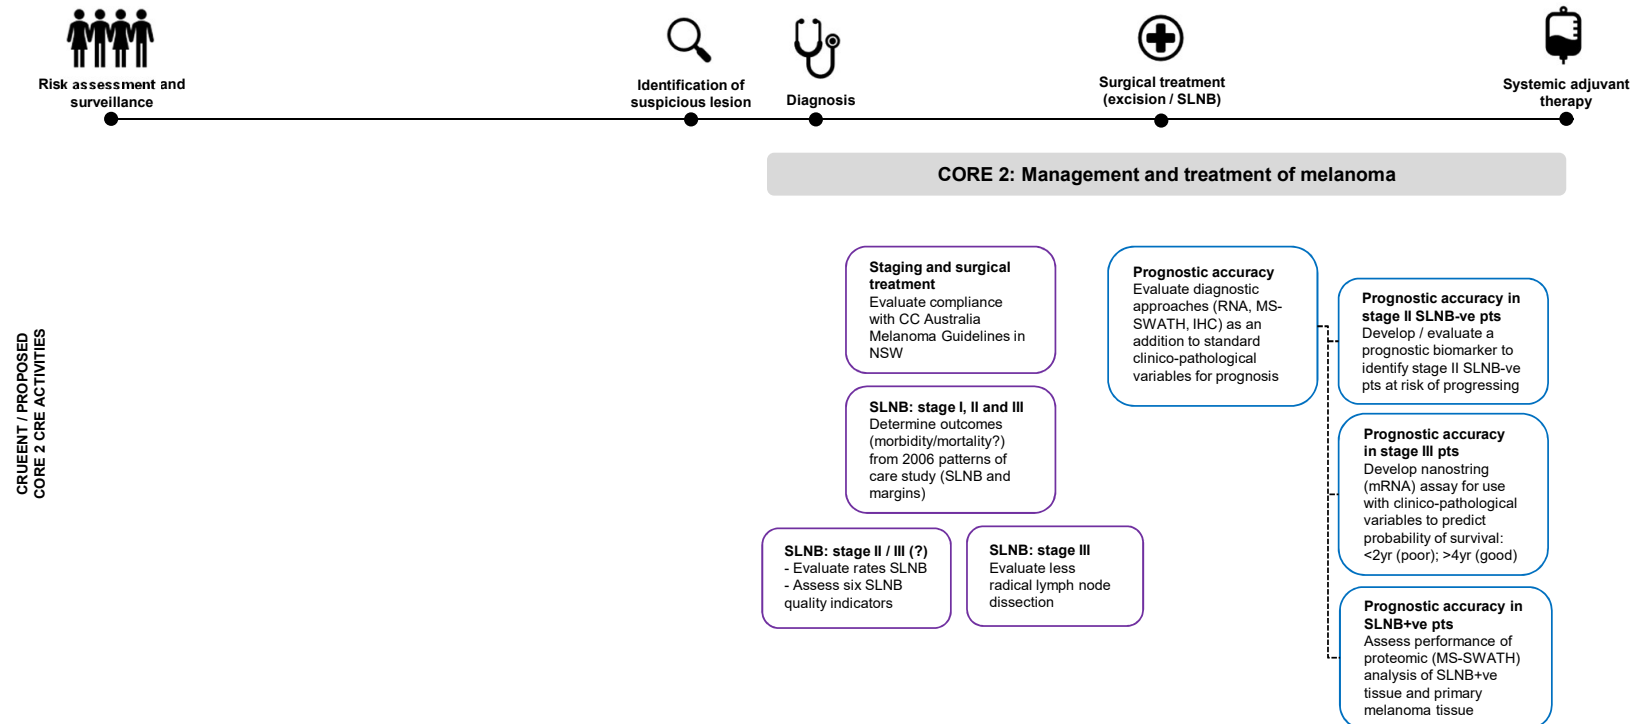 Risk assessment and
surveillance
Identification of
suspicious lesion
Diagnosis
Surgical treatment
(excision / SLNB)
Systemic adjuvant
therapy
CORE 2: Management and treatment of melanoma
CRUEENT / PROPOSED
CORE 2 CRE ACTIVITIES
Staging and surgical
treatment
Evaluate compliance
with CC Australia
Melanoma Guidelines in
NSW
SLNB: stage I, II and III
Determine outcomes
(morbidity/mortality?)
from 2006 patterns of
care study (SLNB and
margins)
SLNB: stage II / III (?)
- Evaluate rates SLNB
- Assess six SLNB
quality indicators
SLNB: stage III
Evaluate less
radical lymph node
dissection
Prognostic accuracy
Evaluate diagnostic
approaches (RNA, MS-
SWATH, IHC) as an
addition to standard
clinico-pathological
variables for prognosis
Prognostic accuracy in
stage II SLNB-ve pts
Develop / evaluate a
prognostic biomarker to
identify stage II SLNB-ve
pts at risk of progressing
Prognostic accuracy
in stage III pts
Develop nanostring
(mRNA) assay for use
with clinico-pathological
variables to predict
probability of survival:
<2yr (poor); >4yr (good)
Prognostic accuracy in
SLNB+ve pts
Assess performance of
proteomic (MS-SWATH)
analysis of SLNB+ve
tissue and primary
melanoma tissue